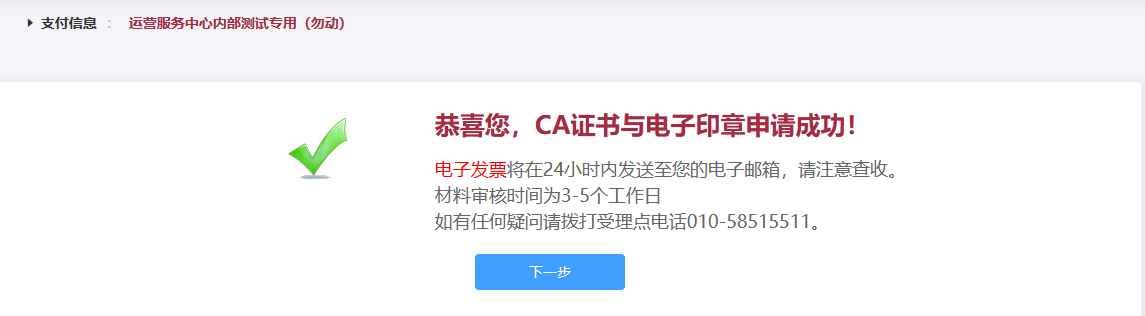 支付信息 : 运营服务中心内部测试专用（勿动）
恭喜您，CA证书与电子印章申请成功！
电子发票将在24小时内发送至您的电子邮箱，请注意查收。
材料审核时间为3-5个工作日
如有任何疑问请拨打受理点电话010-58515511。
下一步